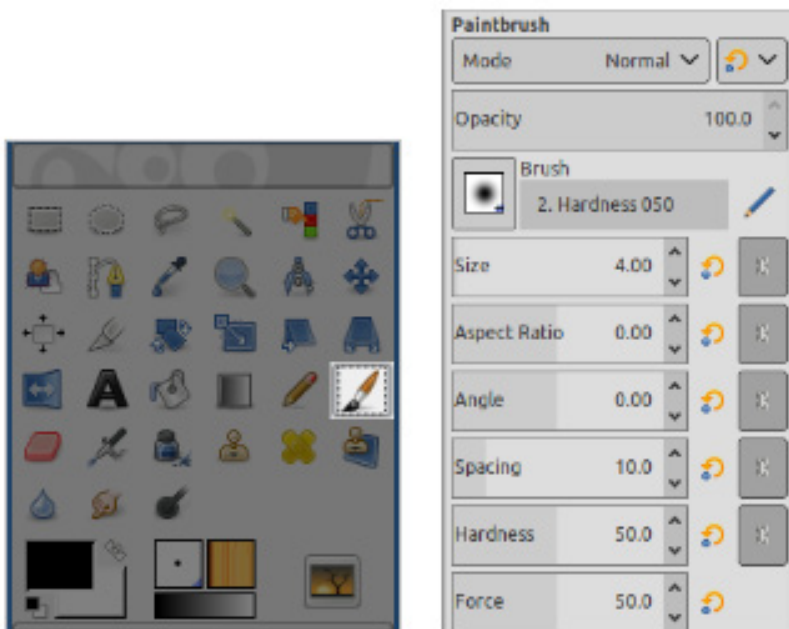 Paintbrush
Mode Normal
Opacity 100.0
Brush
2. Hardness 050
Size 4.00
Aspect Ratio 0.00
Angle 0.00
Spacing 10.0
Hardness 50.0
Force 50.0